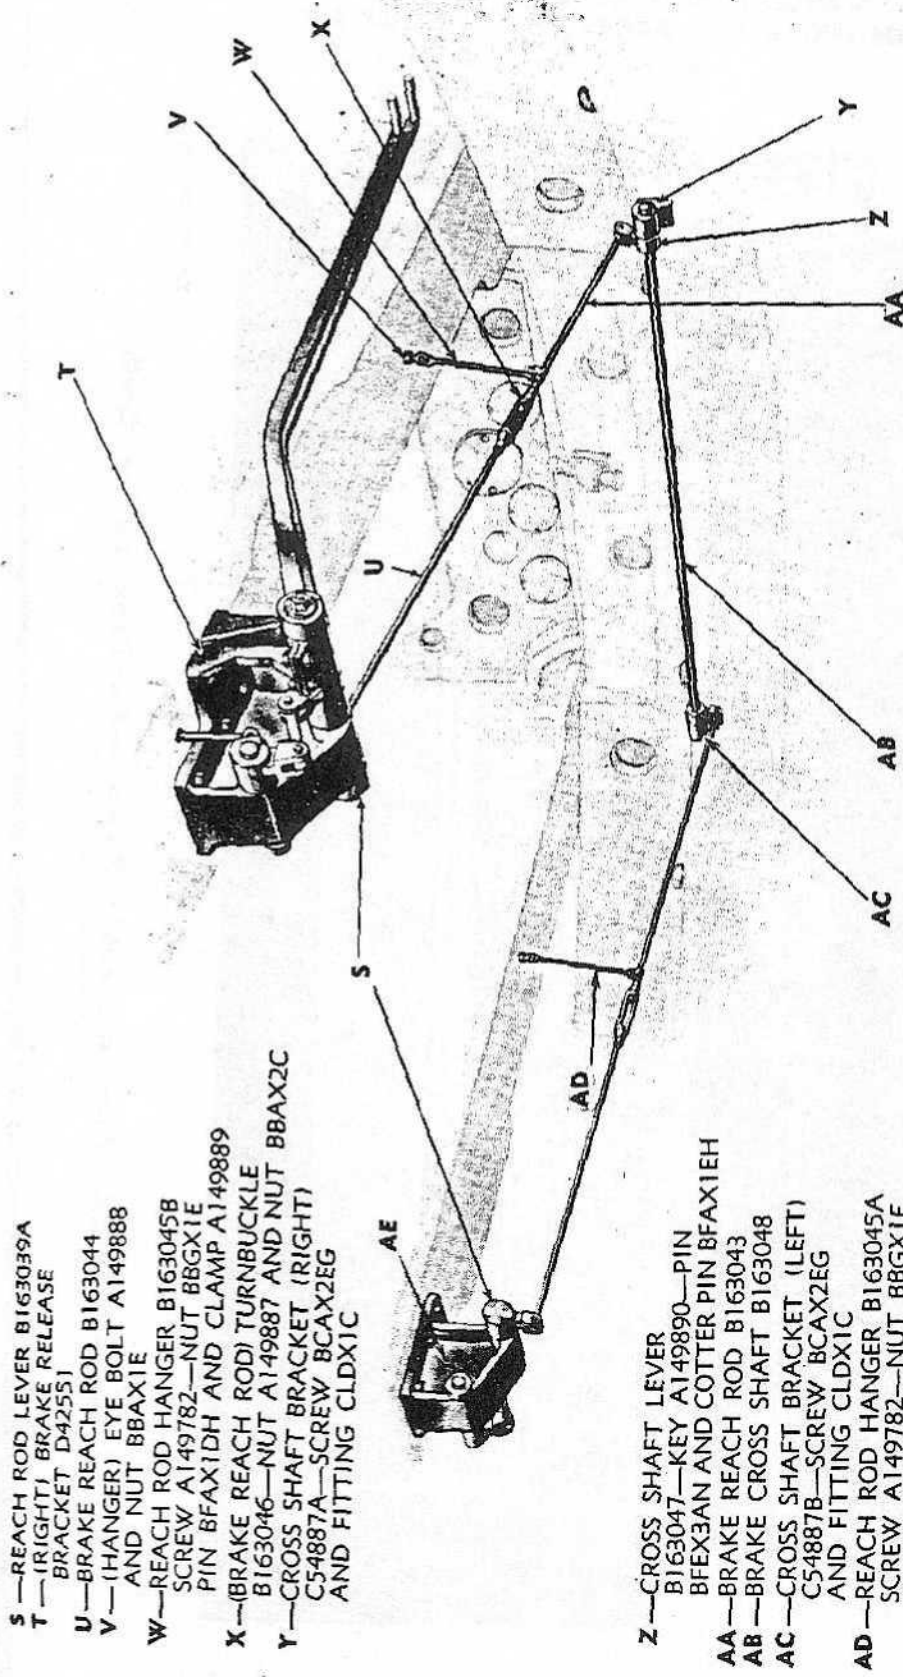 S—REACH ROD LEVER B163039A
T—(RIGHT) BRAKE RELEASE
BRACKET D42551
U—BRAKE REACH ROD B163044
V—(HANGER) EYE BOLT A149888
AND NUT BBAX1E
W—REACH ROD HANGER B163045B
SCREW A149782—NUT BBGX1E
PIN BFAX1DH AND CLAMP A149889
X—(BRAKE REACH ROD) TURNBUCKLE
B163046—NUT A149887 AND NUT BBAX2C
Y—CROSS SHAFT BRACKET (RIGHT)
C54887A—SCREW BCAX2EG
AND FITTING CLDX1C
Z—CROSS SHAFT LEVER
B163047—KEY A149890—PIN
BFEX3AN AND COTTER PIN BFAX1EH
AA—BRAKE REACH ROD B163043
AB—BRAKE CROSS SHAFT B163048
AC—CROSS SHAFT BRACKET (LEFT)
C54887B—SCREW BCAX2EG
AND FITTING CLDX1C
AD—REACH ROD HANGER B163045A
SCREW A149782—NUT BBGX1E
T
V
W
X
U
S
AE
AD
Y
Z
AA
AB
AC